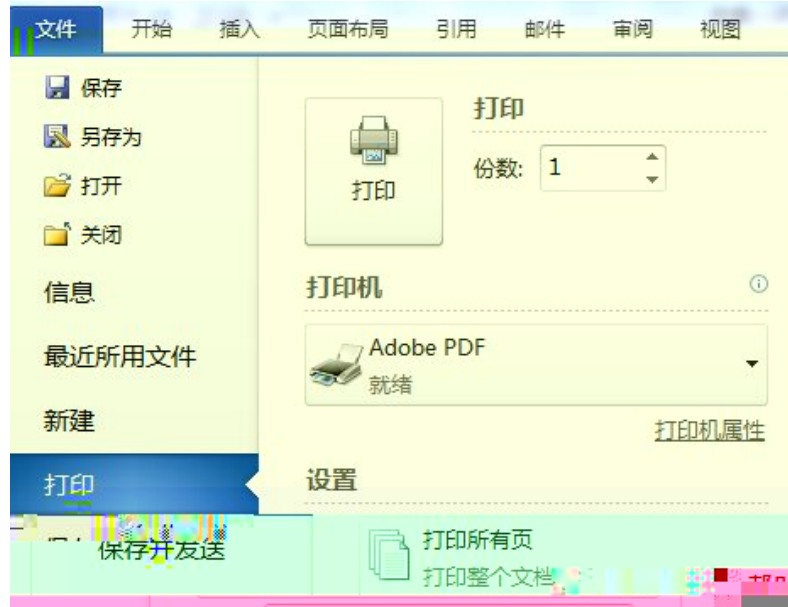 文件 开始 插入 页面布局 引用 邮件 审阅 视图
保存
另存为
打开
关闭
信息
最近所用文件
新建
打印
保存并发送
打印
打印
份数: 1
打印机
Adobe PDF
就绪
打印机属性
设置
打印所有页
打印整个文档